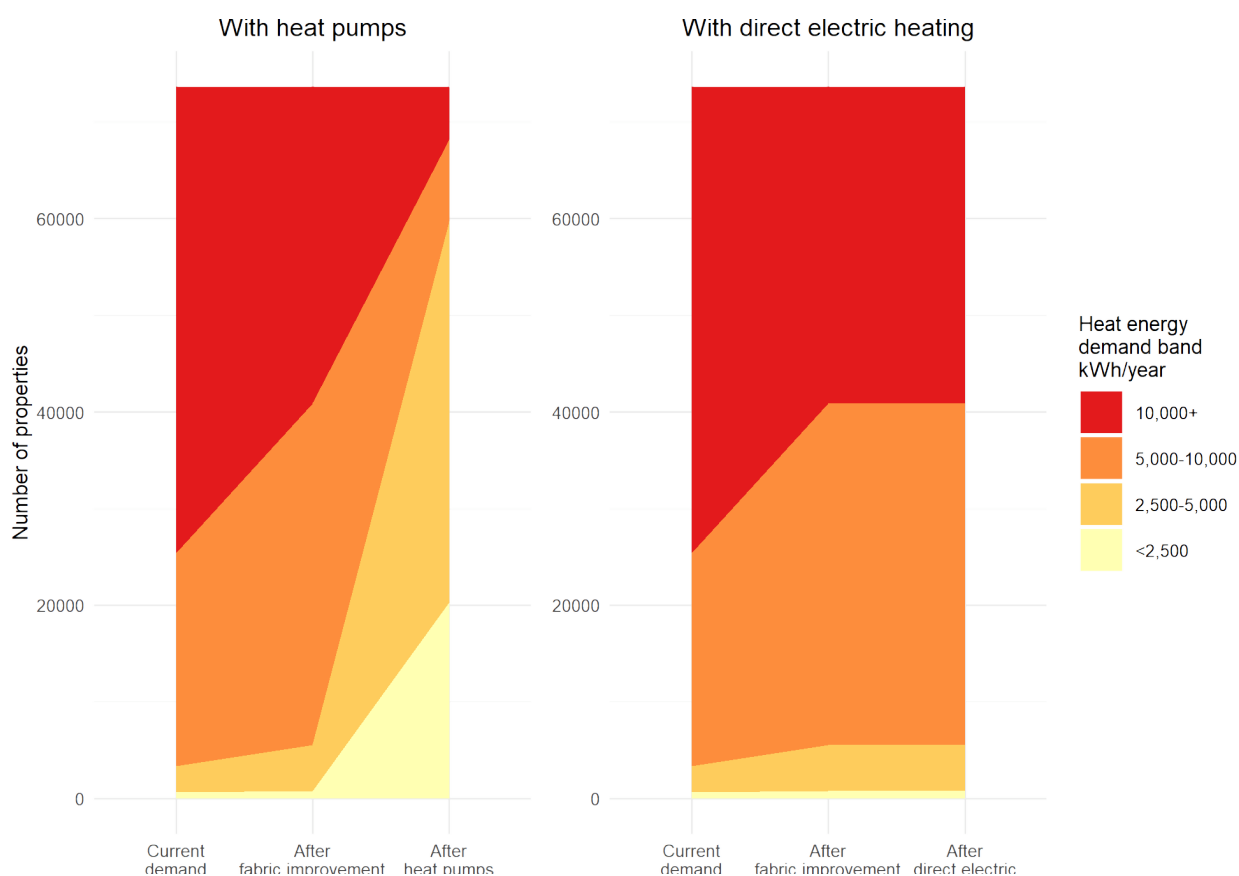 With heat pumps
With direct electric heating
Number of properties
60000
40000
20000
0
60000
40000
20000
0
Current
demand
After
fabric improvement
After
heat pumps
Current
demand
After
fabric improvement
After
direct electric
Heat energy
demand band
kWh/year
10,000+
5,000-10,000
2,500-5,000
<2,500